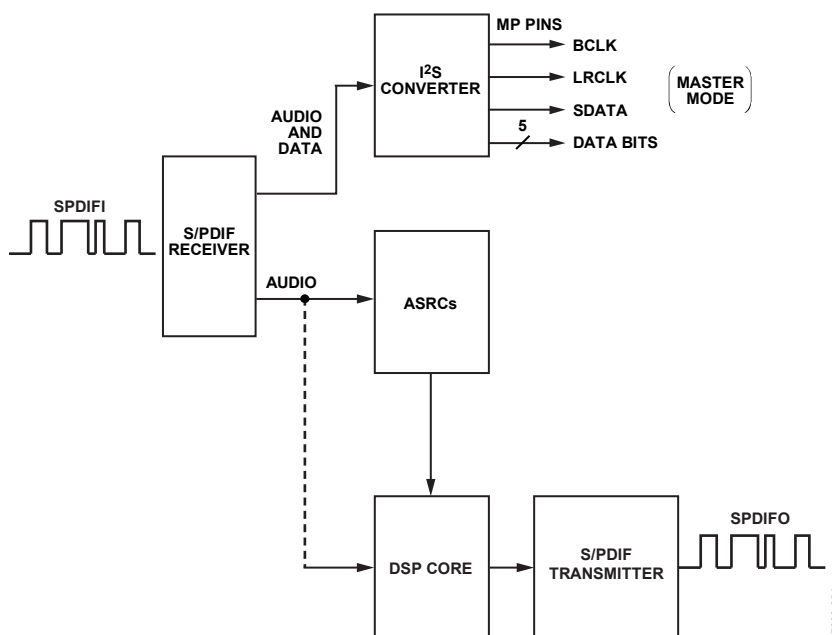 MP PINS
I²S
CONVERTER
BCLK
LRCLK
SDATA
5
DATA BITS
(MASTER
MODE)
AUDIO
AND
DATA
SPDIFI
S/PDIF
RECEIVER
AUDIO
ASRCs
DSP CORE
S/PDIF
TRANSMITTER
SPDIFO